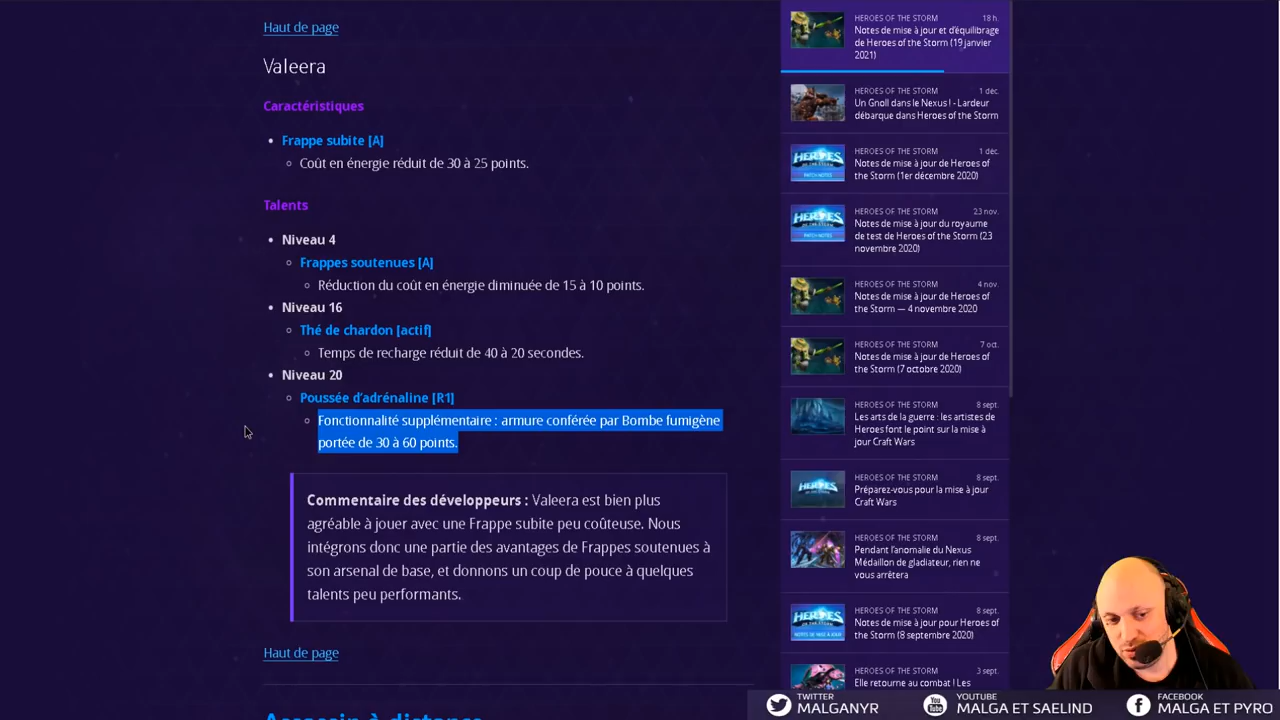 Haut de page
Valeera
Caractéristiques
Frappe subite [A]
Coût en énergie réduit de 30 à 25 points.
Talents
Niveau 4
Frappes soutenues [A]
Réduction du coût en énergie diminuée de 15 à 10 points.
Niveau 16
Thé de chardon [actif]
Temps de recharge réduit de 40 à 20 secondes.
Niveau 20
Poussée d'adrénaline [R1]
Fonctionnalité supplémentaire : armure conférée par Bombe fumigène
portée de 30 à 60 points.
Commentaire des développeurs : Valeera est bien plus
agréable à jouer avec une Frappe subite peu coûteuse. Nous
intégrons donc une partie des avantages de Frappes soutenues à
son arsenal de base, et donnons un coup de pouce à quelques
talents peu performants.
Haut de page
Assassin à distance
HEROES OF THE STORM 18 h.
Notes de mise à jour et d'équilibrage
de Heroes of the Storm (19 janvier
2021)
HEROES OF THE STORM 1 déc.
Un Gnoll dans le Nexus ! - Lardeur
débarque dans Heroes of the Storm
HEROES OF THE STORM 1 déc.
Notes de mise à jour de Heroes of
the Storm (1er décembre 2020)
HEROES OF THE STORM 23 nov.
Notes de mise à jour du royaume
de test de Heroes of the Storm (23
novembre 2020)
HEROES OF THE STORM 4 nov.
Notes de mise à jour de Heroes of
the Storm — 4 novembre 2020
HEROES OF THE STORM 7 oct.
Notes de mise à jour de Heroes of
the Storm (7 octobre 2020)
HEROES OF THE STORM 8 sept.
Les arts de la guerre : les artistes de
Heroes font le point sur la mise à
jour Craft Wars
HEROES OF THE STORM 8 sept.
Préparez-vous pour la mise à jour
Craft Wars
HEROES OF THE STORM 8 sept.
Pendant l'anomalie du Nexus
Médaillon de gladiateur, rien ne
vous arrêtera
HEROES OF THE STORM 8 sept.
Notes de mise à jour pour Heroes of
the Storm (8 septembre 2020)
HEROES OF THE STORM 3 sept.
Elle retourne au combat ! Les
TWITTER
MALGANYR
YOUTUBE
MALGA ET SAELIND
FACEBOOK
MALGA ET PYRO